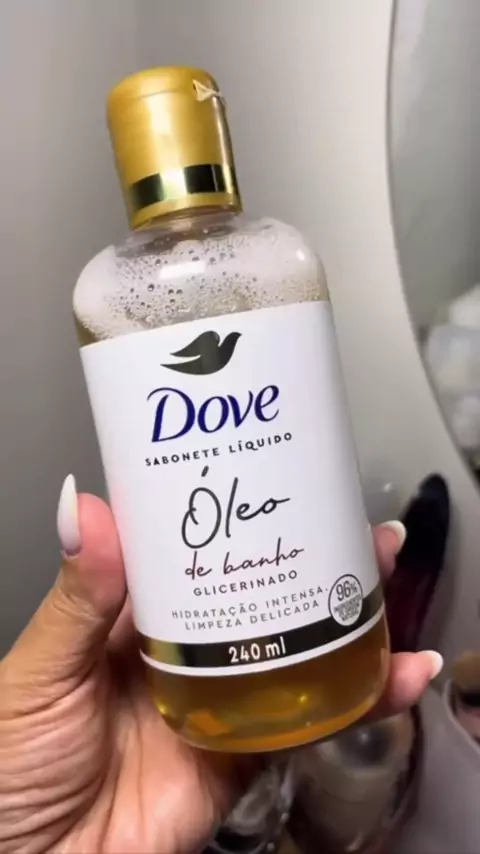 Dove
SABONETE LÍQUIDO
Óleo
de banho
GLICERINADO
HIDRATAÇÃO INTENSA.
LIMPEZA DELICADA
96%
240 ml